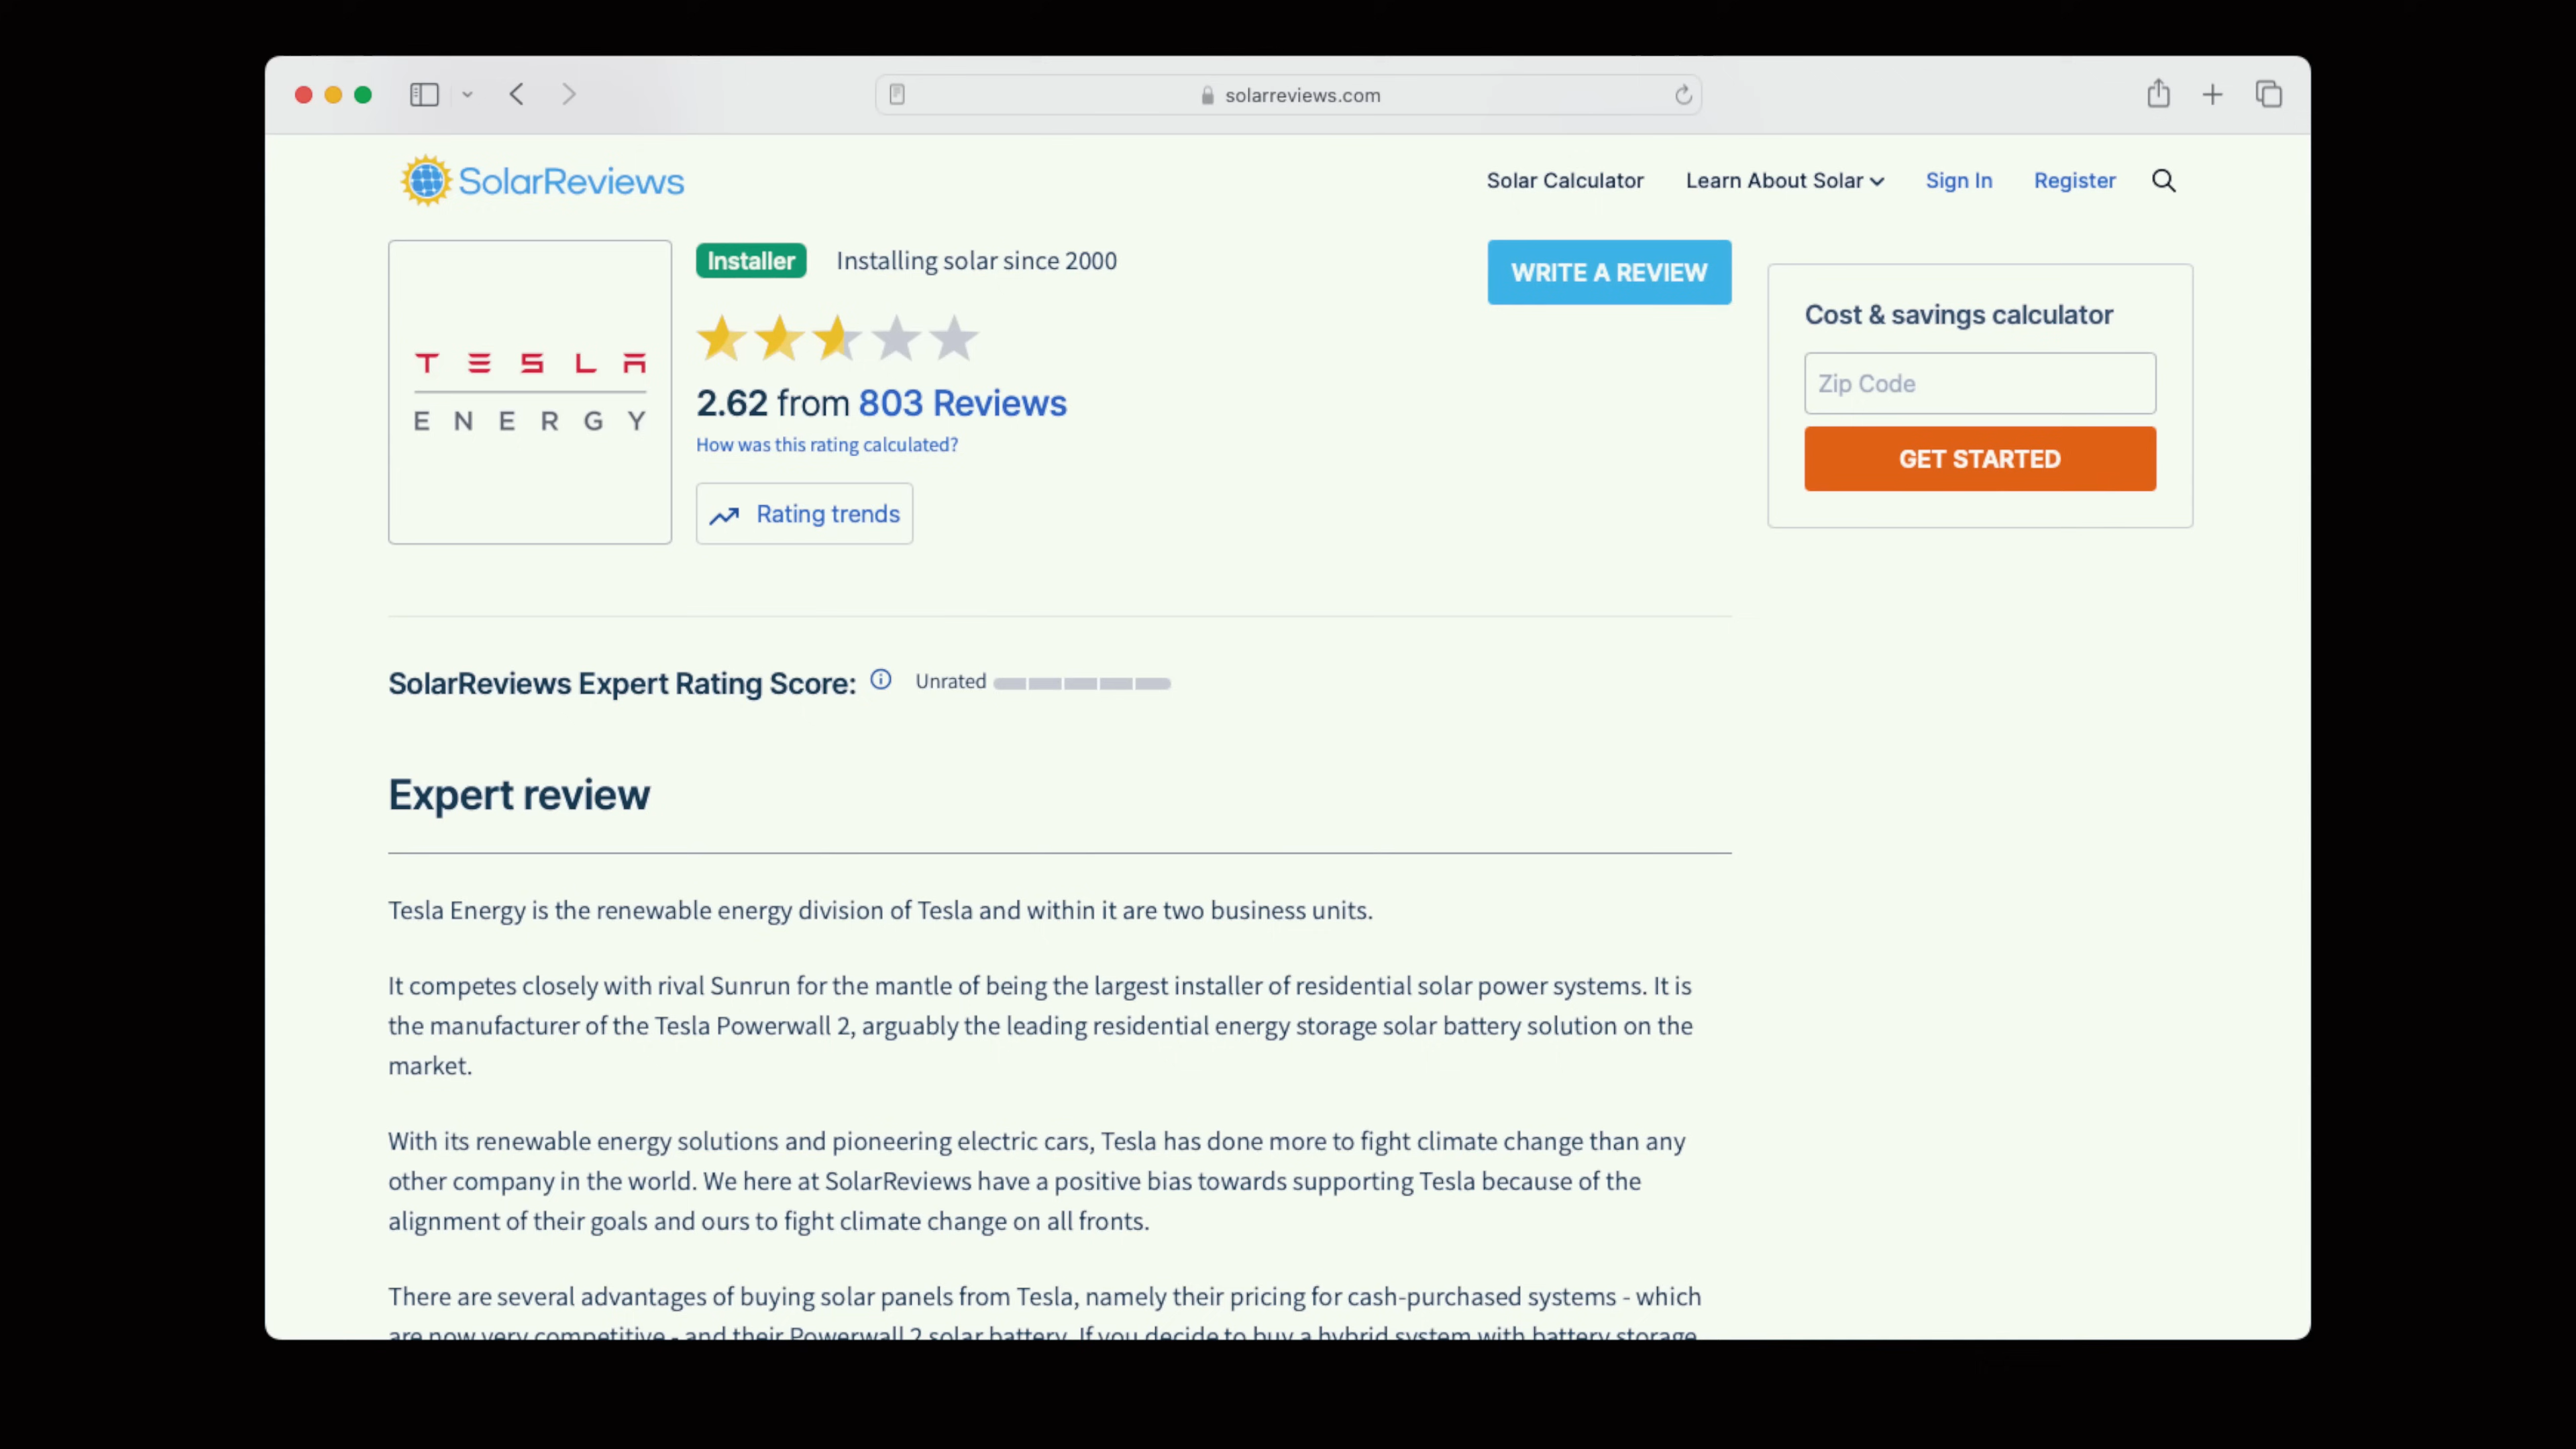 solarreviews.com
SolarReviews
Solar Calculator
Learn About Solar
Sign In
Register
TESLA
ENERGY
Installer
Installing solar since 2000
2.62 from 803 Reviews
How was this rating calculated?
Rating trends
WRITE A REVIEW
Cost & savings calculator
Zip Code
GET STARTED
SolarReviews Expert Rating Score:
Unrated
Expert review
Tesla Energy is the renewable energy division of Tesla and within it are two business units.
It competes closely with rival Sunrun for the mantle of being the largest installer of residential solar power systems. It is
the manufacturer of the Tesla Powerwall 2, arguably the leading residential energy storage solar battery solution on the
market.
With its renewable energy solutions and pioneering electric cars, Tesla has done more to fight climate change than any
other company in the world. We here at SolarReviews have a positive bias towards supporting Tesla because of the
alignment of their goals and ours to fight climate change on all fronts.
There are several advantages of buying solar panels from Tesla, namely their pricing for cash-purchased systems - which
are now very competitive - and their Powerwall 2 solar battery. If you decide to buy a hybrid system with battery storage